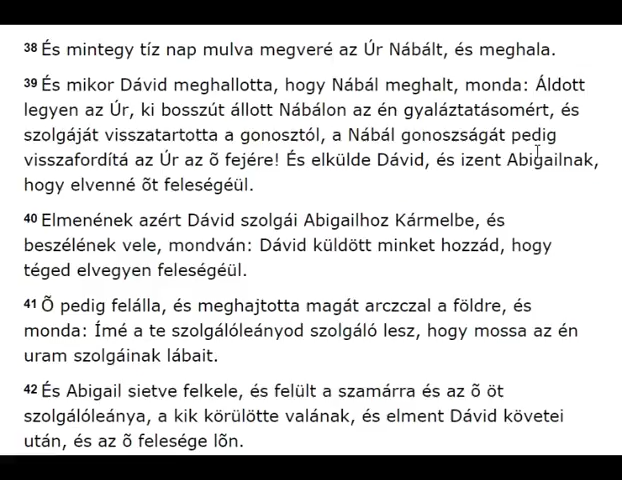 38 És mintegy tíz nap mulva megveré az Úr Nábált, és meghala.
39 És mikor Dávid meghallotta, hogy Nábál meghalt, monda: Áldott
legyen az Úr, ki bosszút állott Nábálon az én gyaláztatásomért, és
szolgáját visszatartotta a gonosztól, a Nábál gonoszságát pedig
visszafordítá az Úr az õ fejére! És elkülde Dávid, és izent Abigailnak,
hogy elvenné õt feleségéül.
40 Elmenének azért Dávid szolgái Abigailhoz Kármelbe, és
beszélének vele, mondván: Dávid küldött minket hozzád, hogy
téged elvegyen feleségéül.
41 Õ pedig felálla, és meghajtotta magát arczczal a földre, és
monda: Ímé a te szolgálóleányod szolgáló lesz, hogy mossa az én
uram szolgáinak lábait.
42 És Abigail sietve felkele, és felült a szamárra és az õ öt
szolgálóleánya, a kik körülötte valának, és elment Dávid követei
után, és az õ felesége lõn.